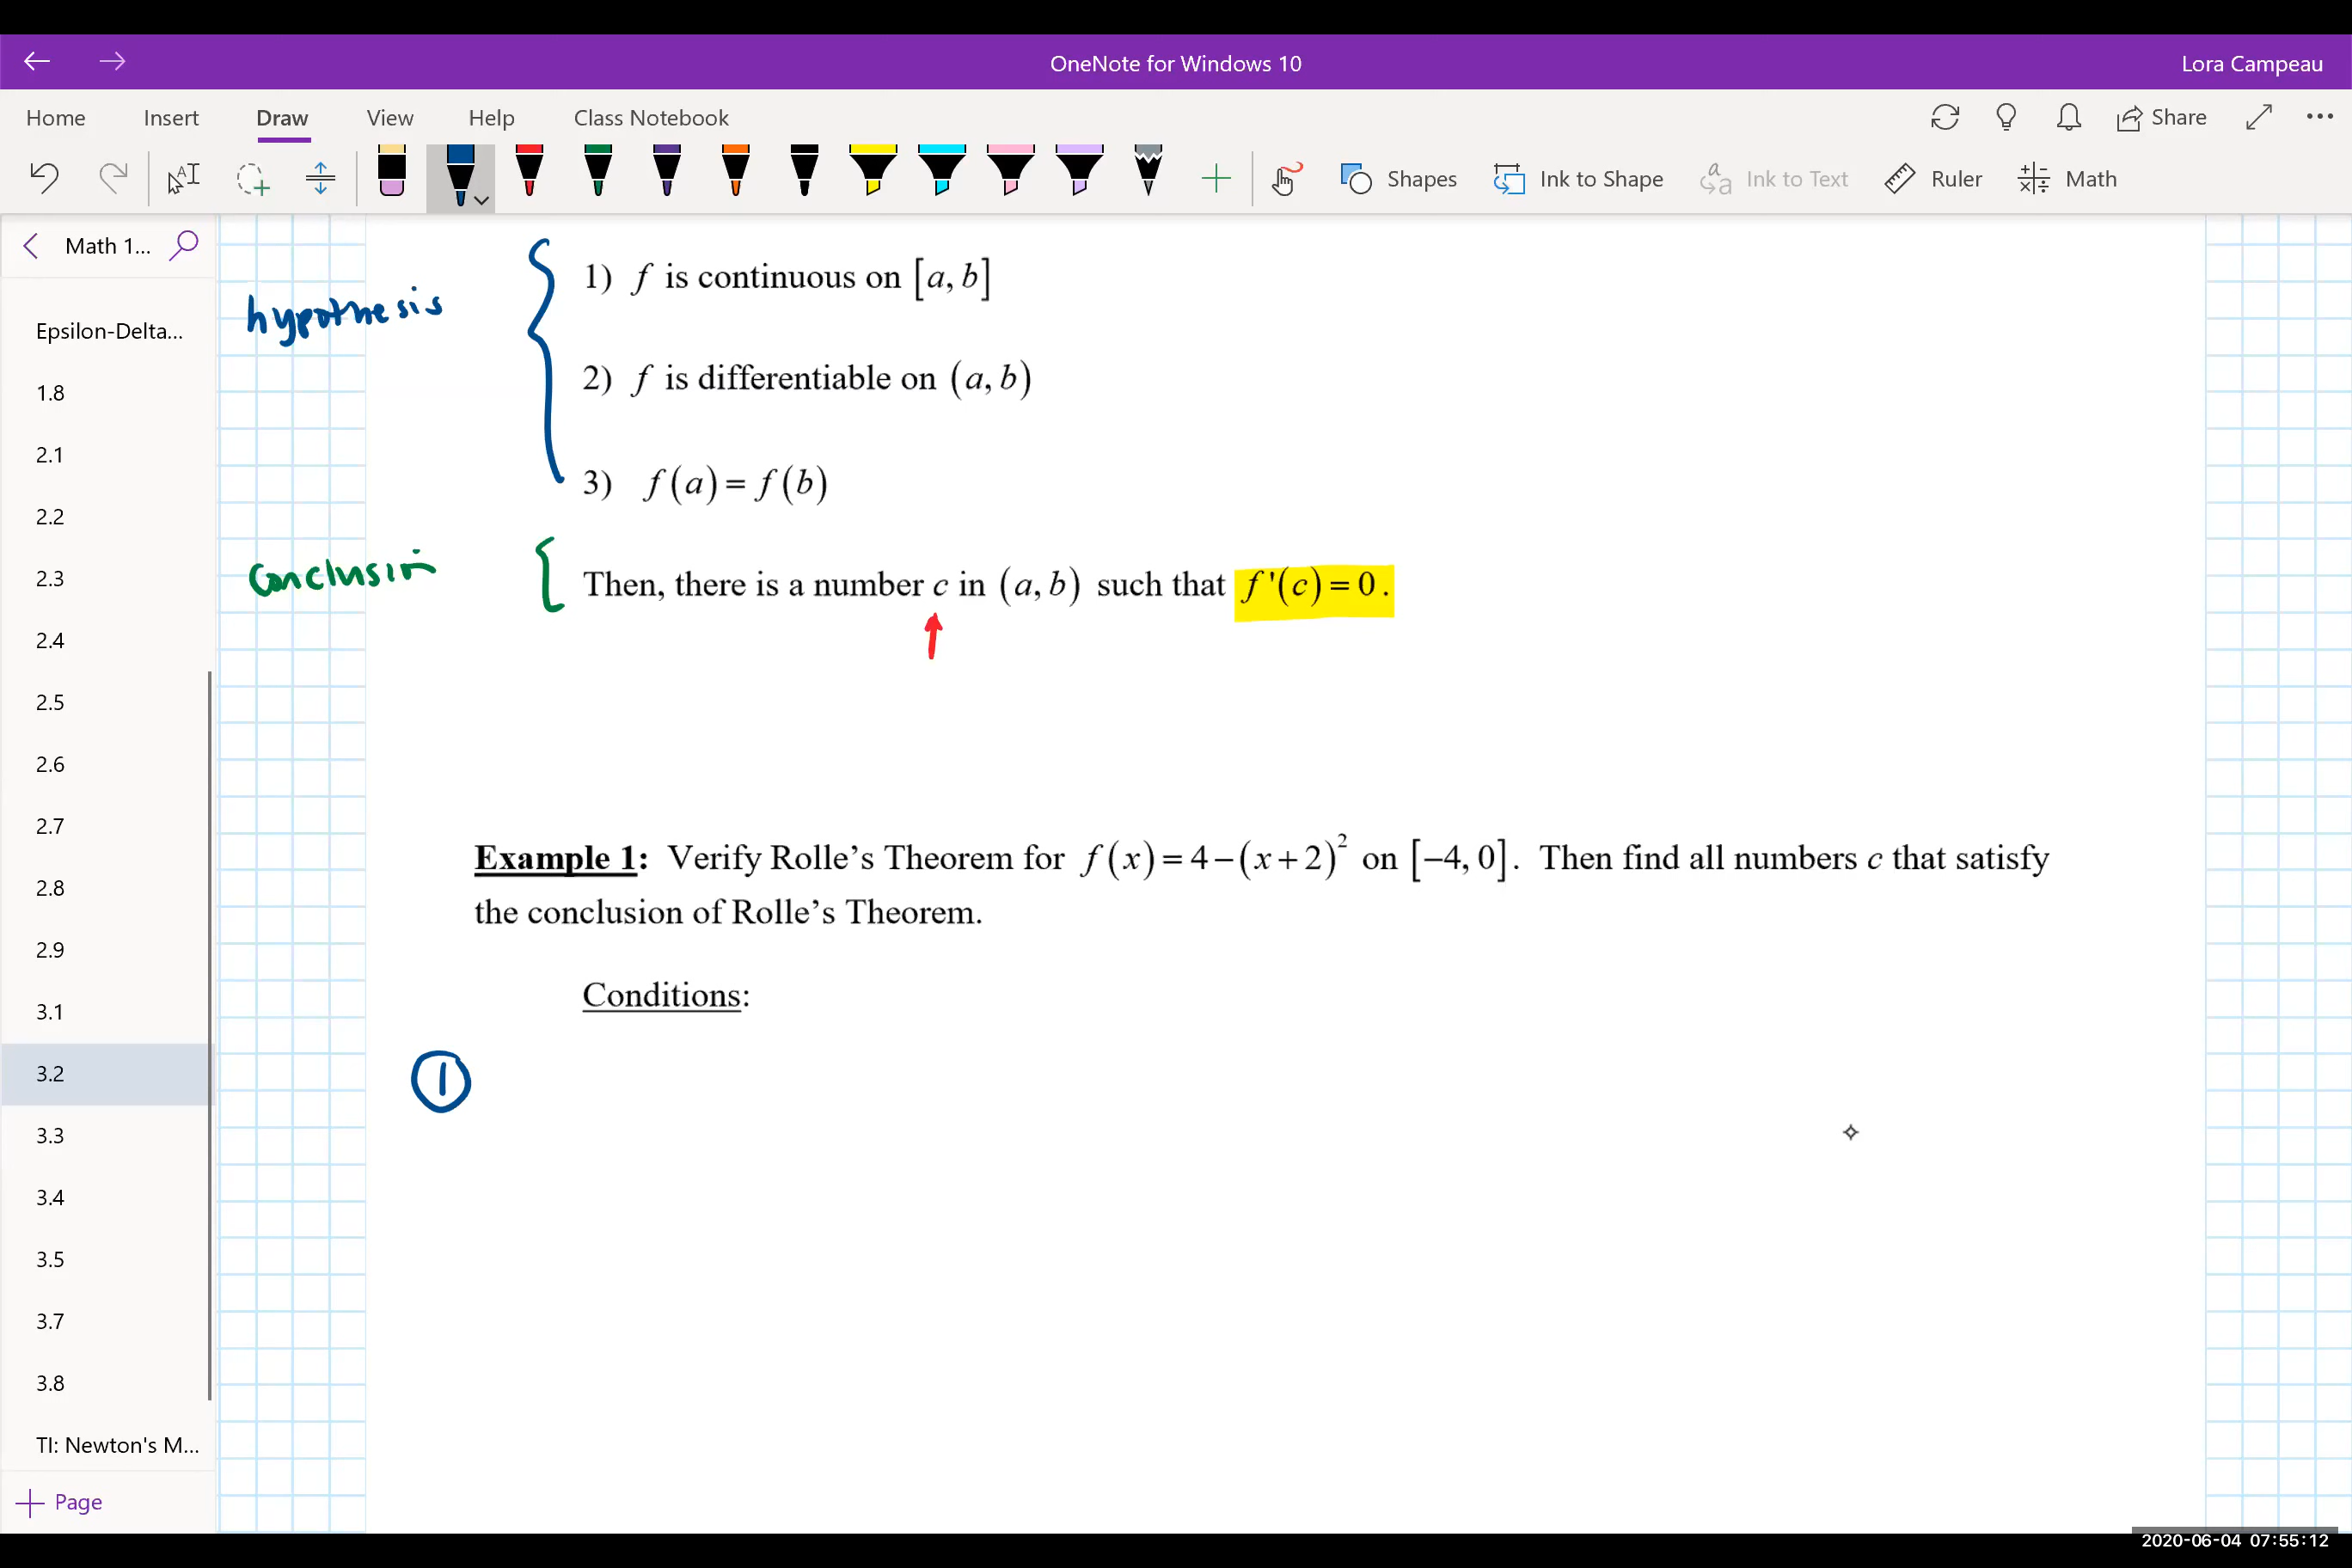 OneNote for Windows 10
Lora Campeau
Home Insert Draw View Help Class Notebook
Share
Shapes Ink to Shape Ink to Text Ruler Math
Math 1...
Epsilon-Delta...
1.8
2.1
2.2
2.3
2.4
2.5
2.6
2.7
2.8
2.9
3.1
3.2
3.3
3.4
3.5
3.7
3.8
TI: Newton's M...
Page
hypothesis
1) f is continuous on [a, b]
2) f is differentiable on (a, b)
3) f(a) = f(b)
conclusion
Then, there is a number c in (a, b) such that f'(c) = 0.
Example 1: Verify Rolle’s Theorem for f(x) = 4 − (x + 2)² on [−4, 0]. Then find all numbers c that satisfy
the conclusion of Rolle’s Theorem.
Conditions:
①
2020-06-04 07:55:12